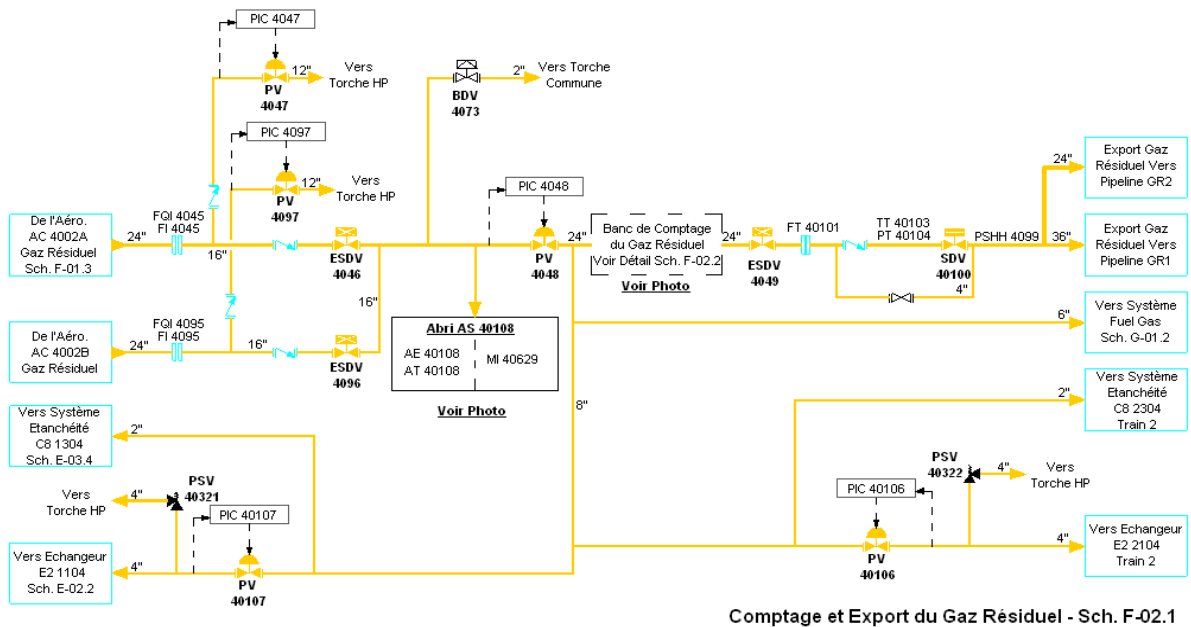 PIC 4047
12"
Vers
Torche HP
PV
4047
2"
Vers Torche
Commune
BDV
4073
PIC 4097
12"
Vers
Torche HP
PV
4097
PIC 4048
24"
Export Gaz
Résiduel Vers
Pipeline GR2
De l'Aéro.
AC 4002A
Gaz Résiduel
Sch. F-01.3
24"
FQI 4045
FI 4045
16"
ESDV
4046
PV
4048
24"
Banc de Comptage
du Gaz Résiduel
Voir Détail Sch. F-02.2
Voir Photo
24"
ESDV
4049
FT 40101
TT 40103
PT 40104
SDV
40100
PSHH 4099
36"
4"
Export Gaz
Résiduel Vers
Pipeline GR1
16"
De l'Aéro.
AC 4002B
Gaz Résiduel
24"
FQI 4095
FI 4095
16"
ESDV
4096
Abri AS 40108
AE 40108
AT 40108
MI 40629
Voir Photo
6"
Vers Système
Fuel Gas
Sch. G-01.2
8"
2"
Vers Système
Etanchéité
C8 2304
Train 2
Vers Système
Etanchéité
C8 1304
Sch. E-03.4
2"
Vers
Torche HP
4"
PSV
40321
PIC 40107
PSV
40322
4"
Vers
Torche HP
PIC 40106
Vers Echangeur
E2 1104
Sch. E-02.2
4"
PV
40107
PV
40106
4"
Vers Echangeur
E2 2104
Train 2
Comptage et Export du Gaz Résiduel - Sch. F-02.1